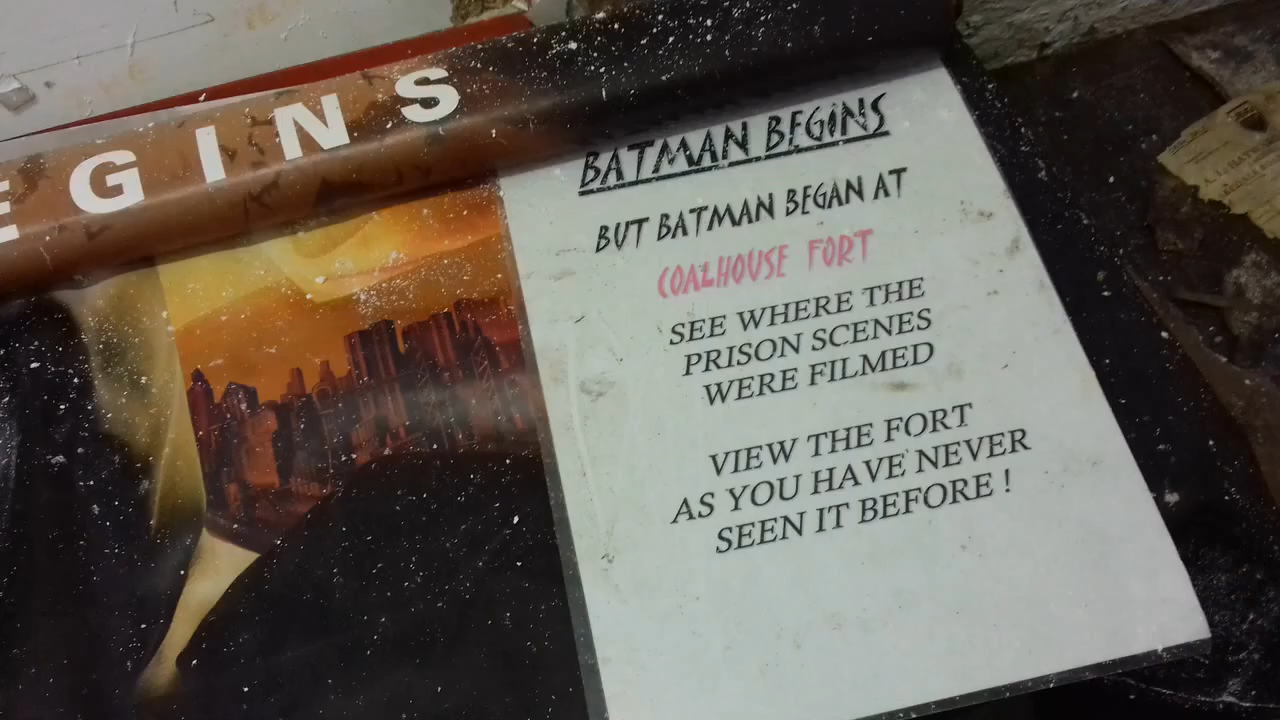 EGINS
BATMAN BEGINS
BUT BATMAN BEGAN AT
COALHOUSE FORT
SEE WHERE THE
PRISON SCENES
WERE FILMED
VIEW THE FORT
AS YOU HAVE NEVER
SEEN IT BEFORE !